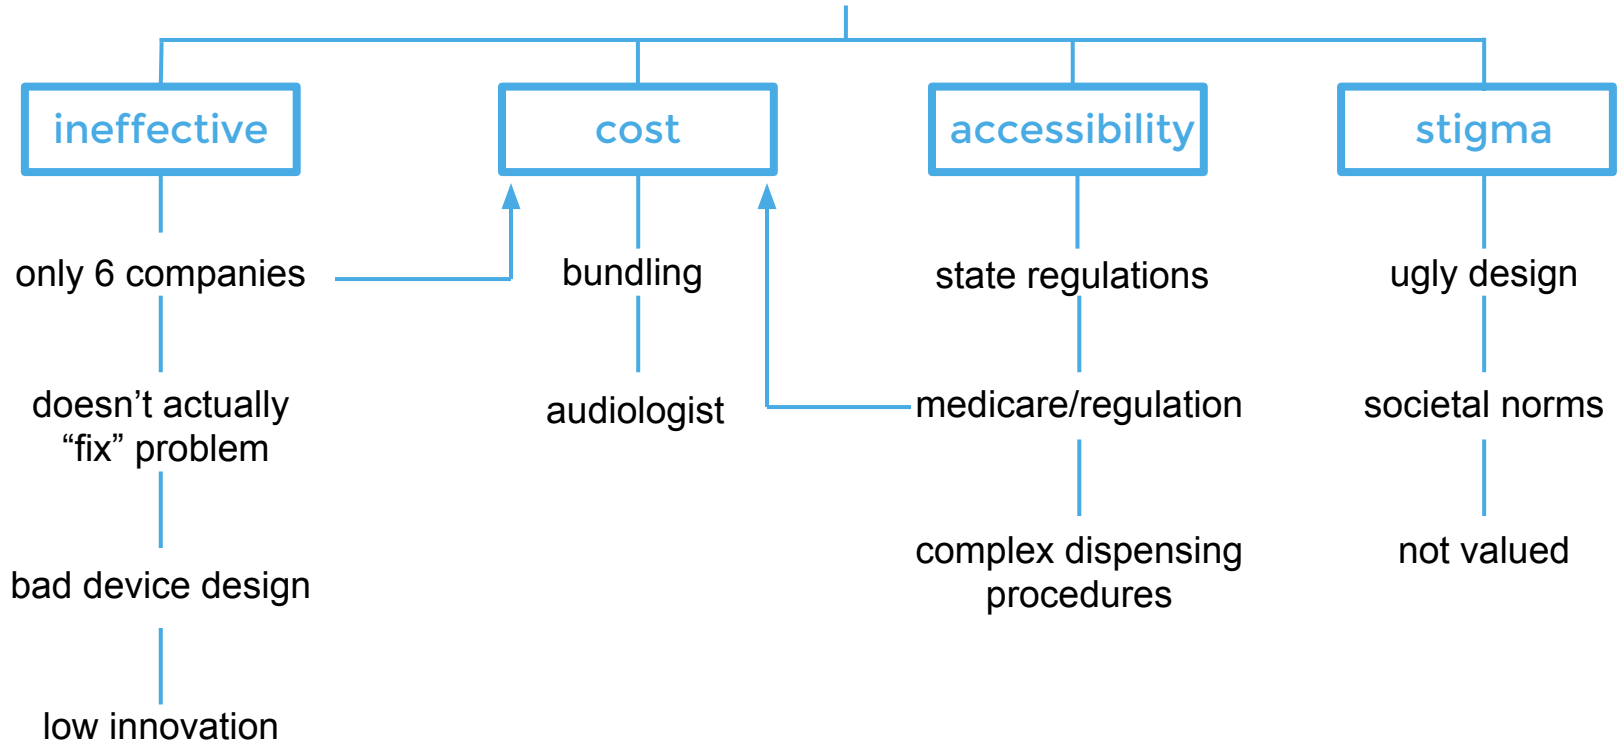 ineffective
only 6 companies
doesn’t actually
“fix” problem
bad device design
low innovation
cost
bundling
audiologist
accessibility
state regulations
medicare/regulation
complex dispensing
procedures
stigma
ugly design
societal norms
not valued